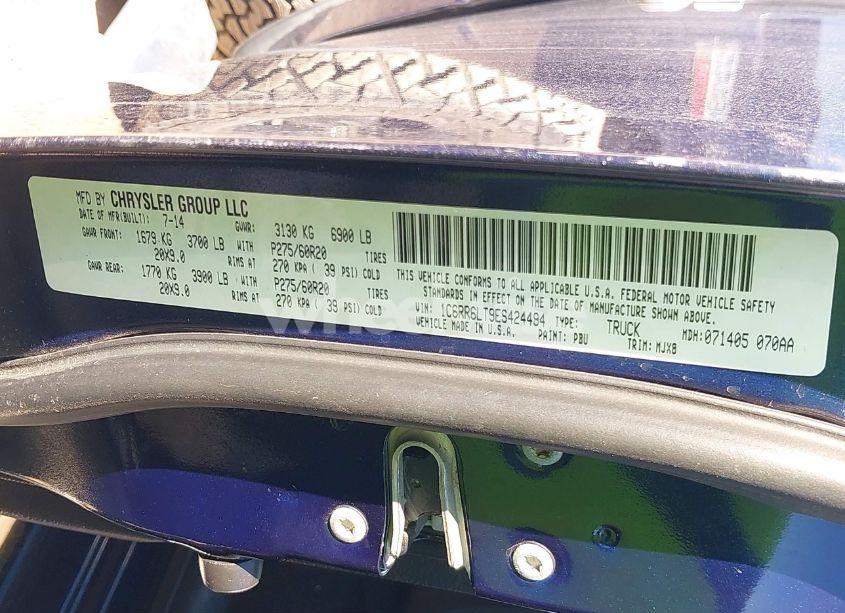 MFD BY CHRYSLER GROUP LLC
DATE OF MFR(BUILT): 7-14 GVWR: 3130 KG 6900 LB
GAWR FRONT: 1679 KG 3700 LB WITH P275/60R20 TIRES
20X9.0 RIMS AT 270 KPA ( 39 PSI) COLD
GAWR REAR: 1770 KG 3900 LB WITH P275/60R20 TIRES
20X9.0 RIMS AT 270 KPA ( 39 PSI) COLD
THIS VEHICLE CONFORMS TO ALL APPLICABLE U.S.A. FEDERAL MOTOR VEHICLE SAFETY
STANDARDS IN EFFECT ON THE DATE OF MANUFACTURE SHOWN ABOVE.
VIN: 1C6RR6LT9ES424494 TYPE: TRUCK
VEHICLE MADE IN U.S.A. PAINT: PBU TRIM: MJX8 MDH: 071405 070AA